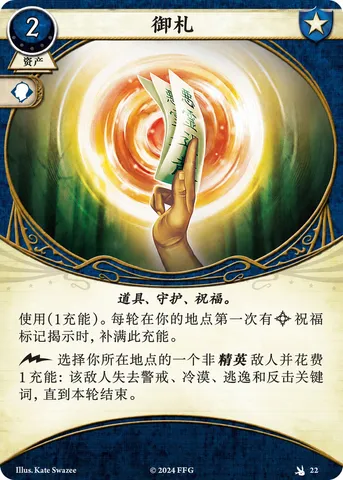 2
御札
资产
道具、守护、祝福。
使用(1充能)。每轮在你的地点第一次有祝福
标记揭示时, 补满此充能。
选择你所在地点的一个非精英敌人并花费
1充能: 该敌人失去警戒、冷漠、逃逸和反击关键
词, 直到本轮结束。
Illus. Kate Swazee
© 2024 FFG
22